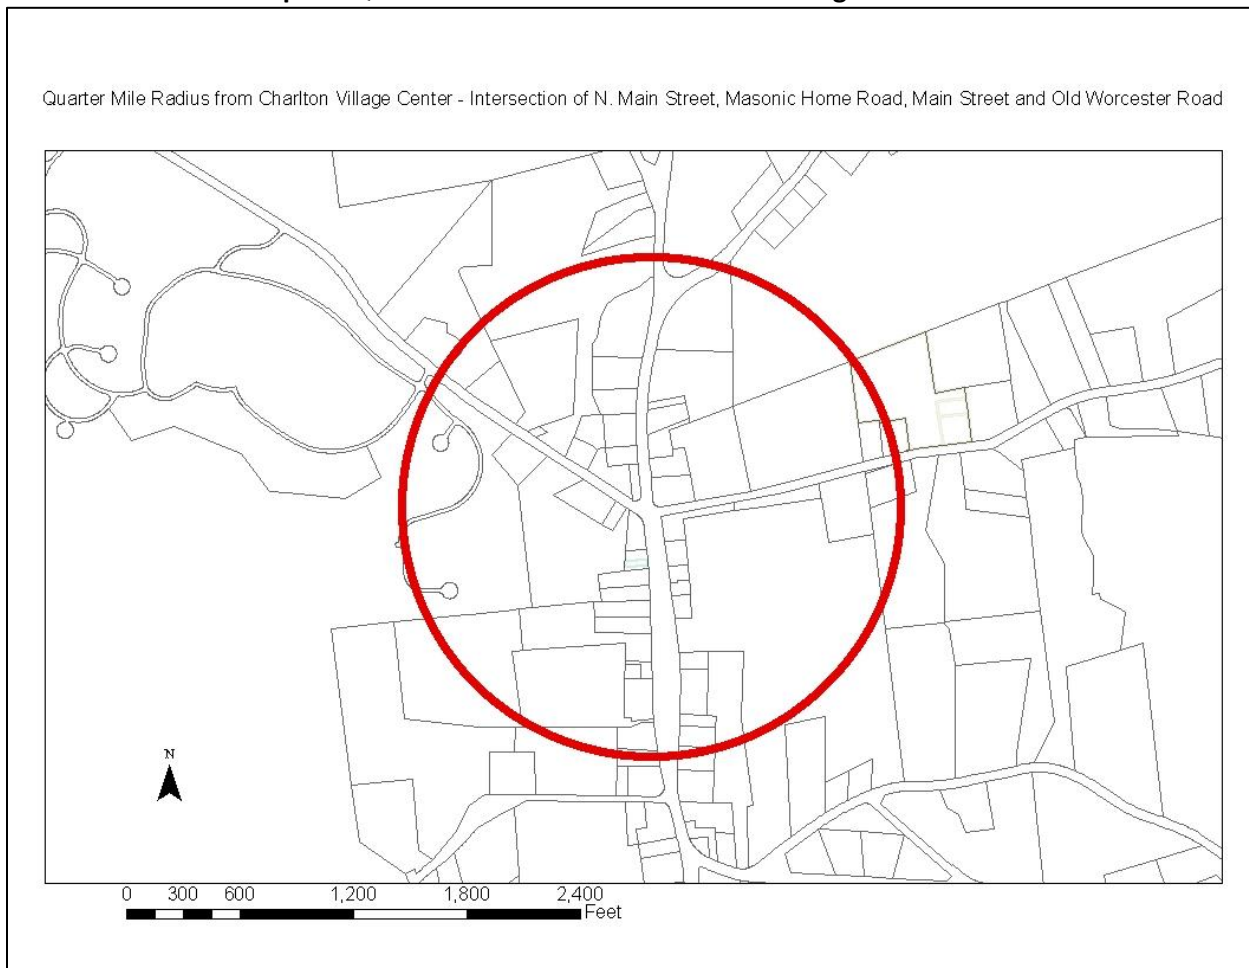 Quarter Mile Radius from Charlton Village Center - Intersection of N. Main Street, Masonic Home Road, Main Street and Old Worcester Road
N
0 300 600 1,200 1,800 2,400
Feet